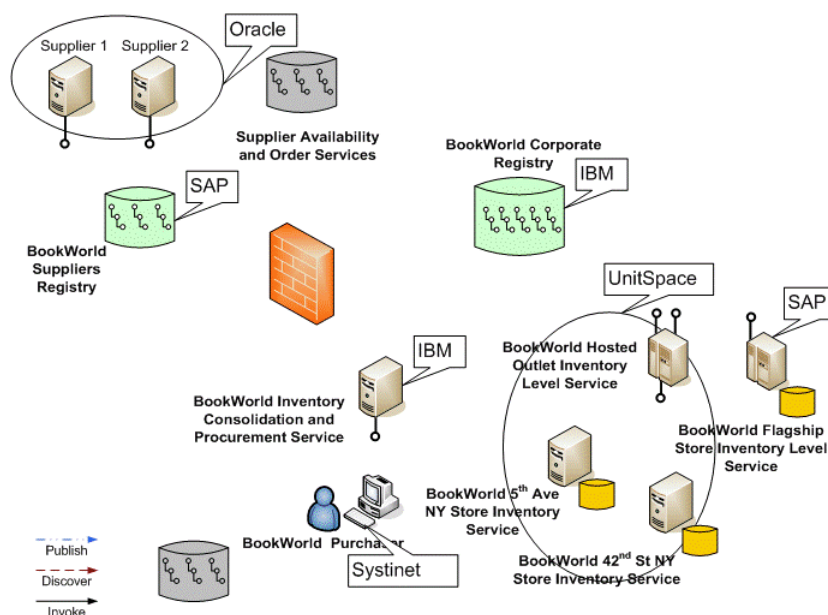 Oracle
Supplier 1 Supplier 2
Supplier Availability
and Order Services
BookWorld Corporate
Registry
IBM
SAP
BookWorld
Suppliers
Registry
UnitSpace
SAP
BookWorld Hosted
Outlet Inventory
Level Service
IBM
BookWorld Inventory
Consolidation and
Procurement Service
BookWorld Flagship
Store Inventory Level
Service
BookWorld 5th Ave
NY Store Inventory
Service
BookWorld Purchaser
Systinet
BookWorld 42nd St NY
Store Inventory Service
Publish
Discover
Invoke